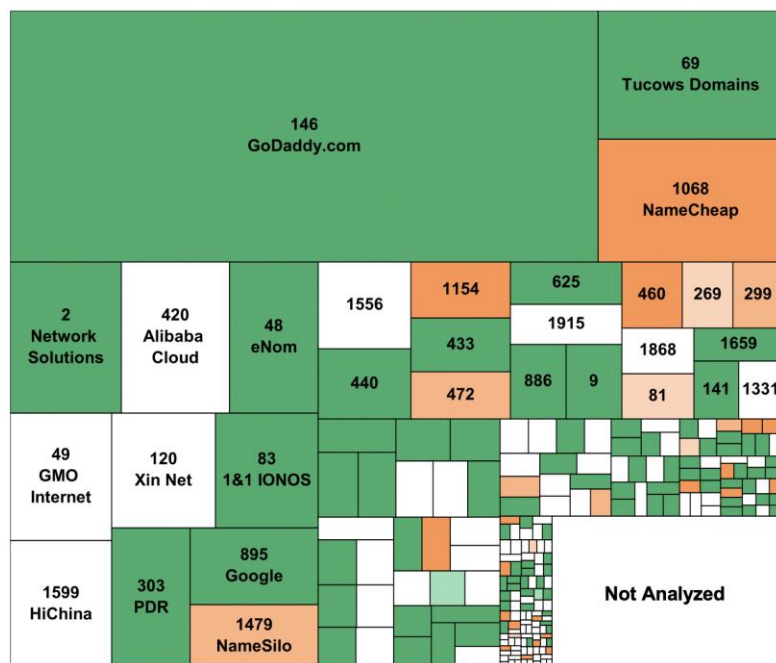 146
GoDaddy.com
69
Tucows Domains
1068
NameCheap
2
Network
Solutions
420
Alibaba
Cloud
48
eNom
1556
440
1154
433
472
625
1915
886
9
460
269
299
1868
81
1659
141
1331
49
GMO
Internet
120
Xin Net
83
1&1 IONOS
1599
HiChina
303
PDR
895
Google
1479
NameSilo
Not Analyzed